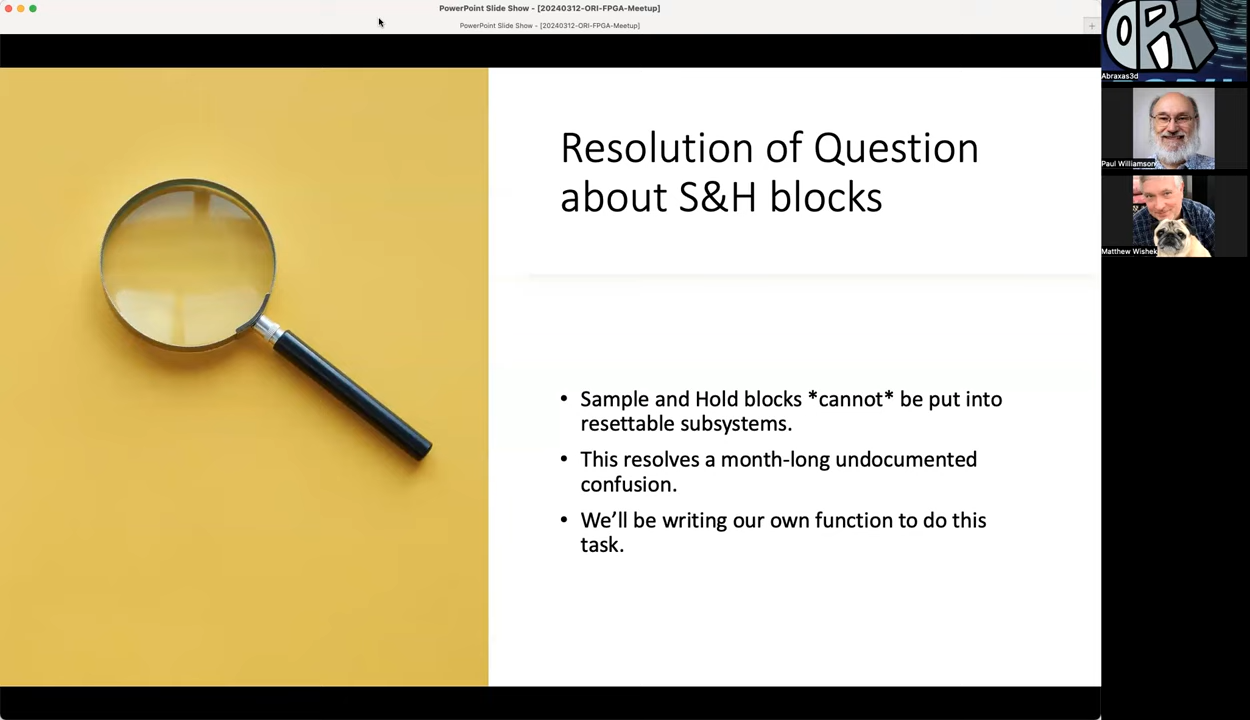 PowerPoint Slide Show - [20240312-ORI-FPGA-Meetup]
PowerPoint Slide Show - [20240312-ORI-FPGA-Meetup]
Resolution of Question
about S&H blocks
• Sample and Hold blocks *cannot* be put into
resettable subsystems.
• This resolves a month-long undocumented
confusion.
• We’ll be writing our own function to do this
task.
ORI
Abraxas3d
Paul Williamson
Matthew Wishek